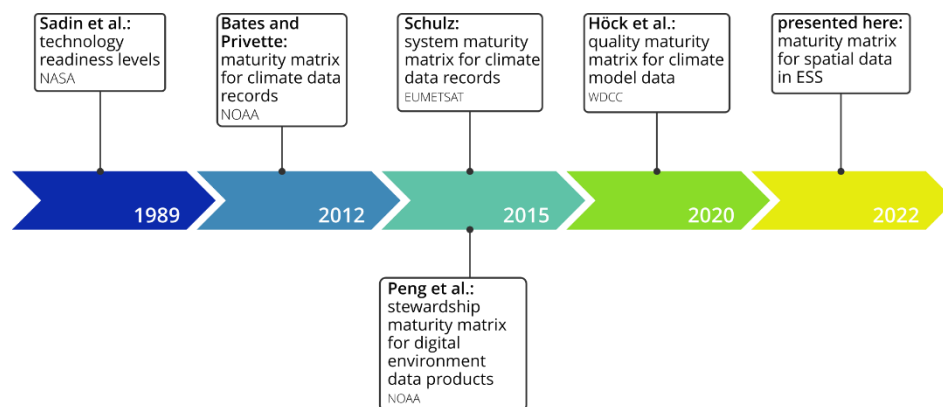 Sadin et al.:
technology
readiness levels
NASA
Bates and
Privette:
maturity matrix
for climate data
records
NOAA
Schulz:
system maturity
matrix for climate
data records
EUMETSAT
Höck et al.:
quality maturity
matrix for climate
model data
WDCC
presented here:
maturity matrix
for spatial data
in ESS
1989
2012
2015
2020
2022
Peng et al.:
stewardship
maturity matrix
for digital
environment
data products
NOAA